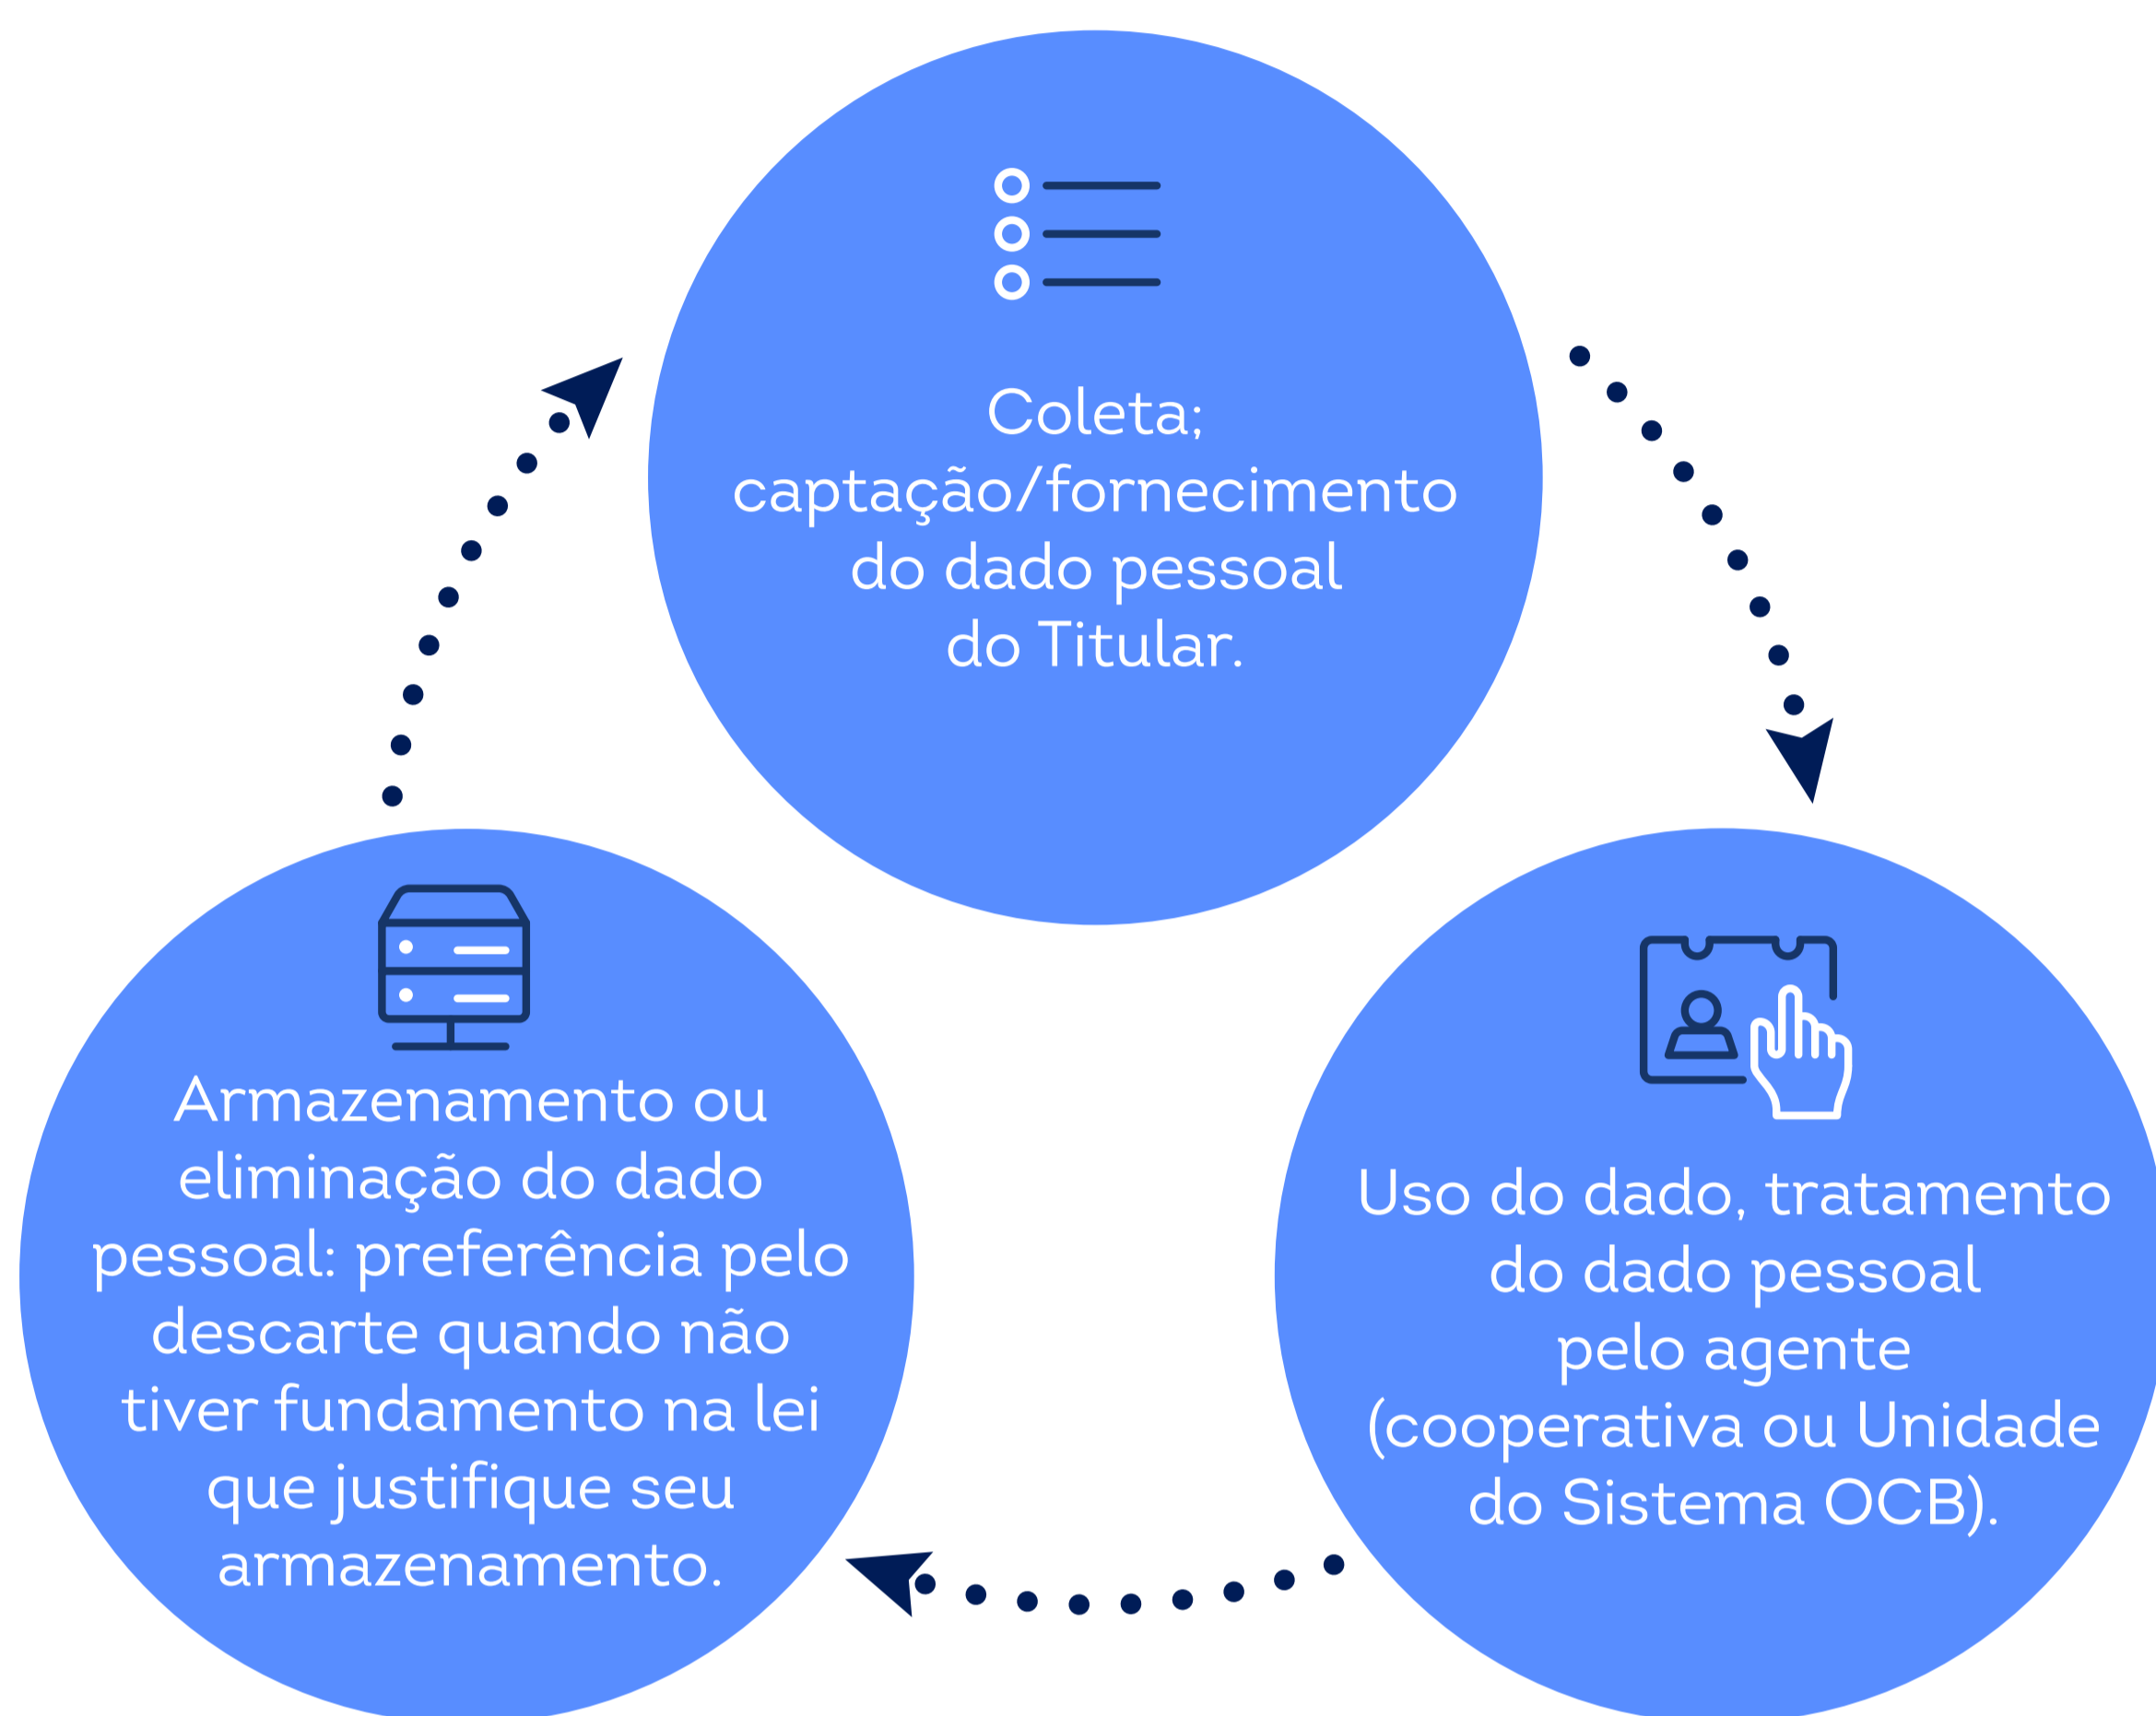 Coleta;
captação/fornecimento
do dado pessoal
do Titular.
Uso do dado, tratamento
do dado pessoal
pelo agente
(cooperativa ou Unidade
do Sistema OCB).
Armazenamento ou
eliminação do dado
pessoal: preferência pelo
descarte quando não
tiver fundamento na lei
que justifique seu
armazenamento.